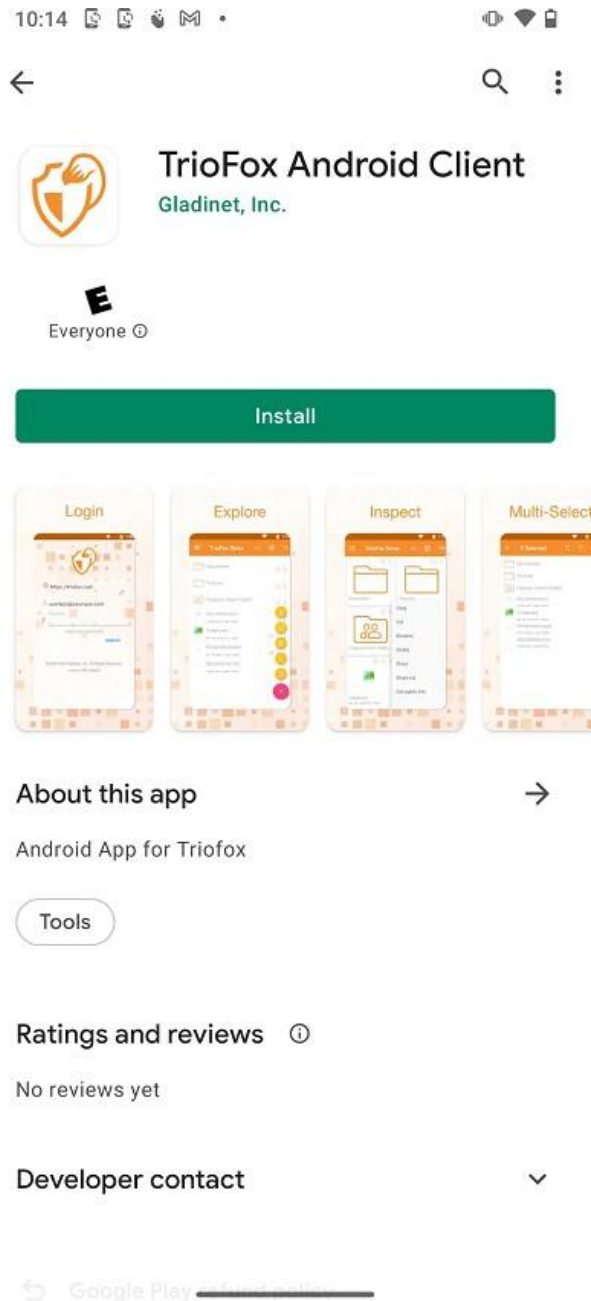 10:14
TrioFox Android Client
Gladinet, Inc.
E
Everyone
Install
Login
Explore
Inspect
Multi-Select
About this app
Android App for Triofox
Tools
Ratings and reviews
No reviews yet
Developer contact
Google Play refund policy